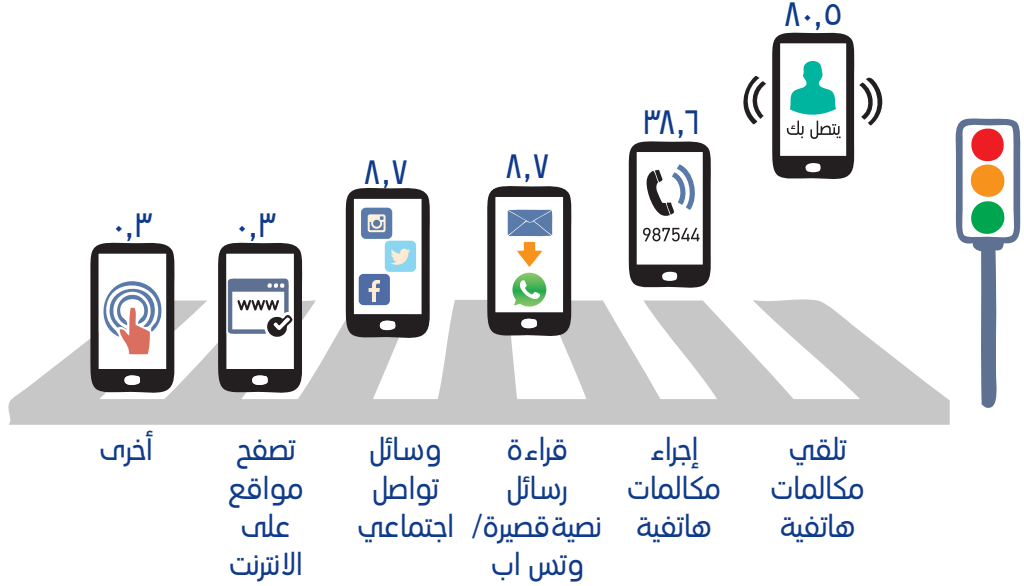 ٨٠,٥
يتصل بك
٣٨,٦
987544
٨,٧
٨,٧
٠,٣
www
٠,٣
تلقي
مكالمات
هاتفية
إجراء
مكالمات
هاتفية
قراءة
رسائل
نصية قصيرة/
وتس اب
وسائل
تواصل
اجتماعي
تصفح
مواقع
على
الانترنت
أخرى